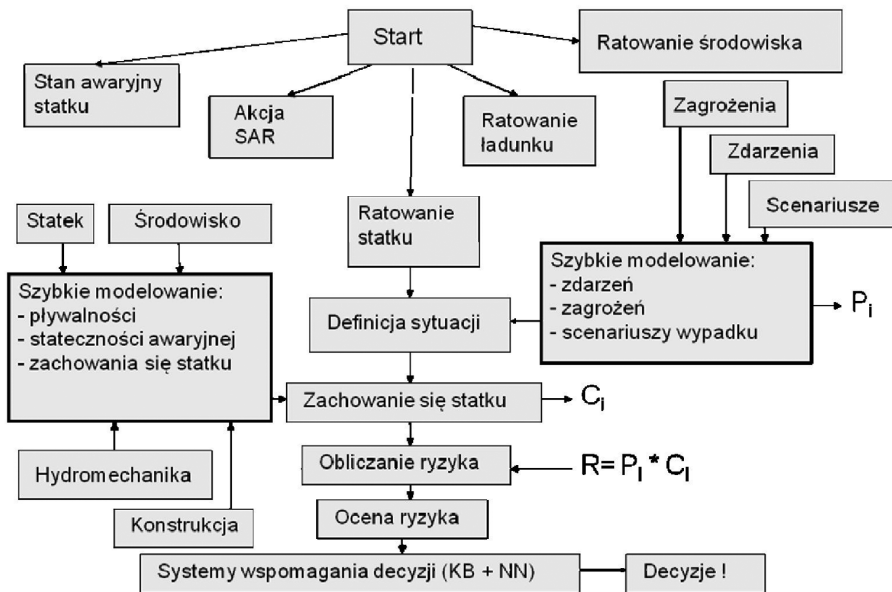 Start
Ratowanie środowiska
Stan awaryjny
statku
Akcja
SAR
Ratowanie
ładunku
Zagrożenia
Zdarzenia
Scenariusze
Statek
Środowisko
Ratowanie
statku
Szybkie modelowanie:
- pływalności
- stateczności awaryjnej
- zachowania się statku
Szybkie modelowanie:
- zdarzeń
- zagrożeń
- scenariuszy wypadku
Pi
Definicja sytuacji
Zachowanie się statku
Ci
Hydromechanika
Obliczanie ryzyka
R= Pi * Ci
Konstrukcja
Ocena ryzyka
Systemy wspomagania decyzji (KB + NN)
Decyzje !